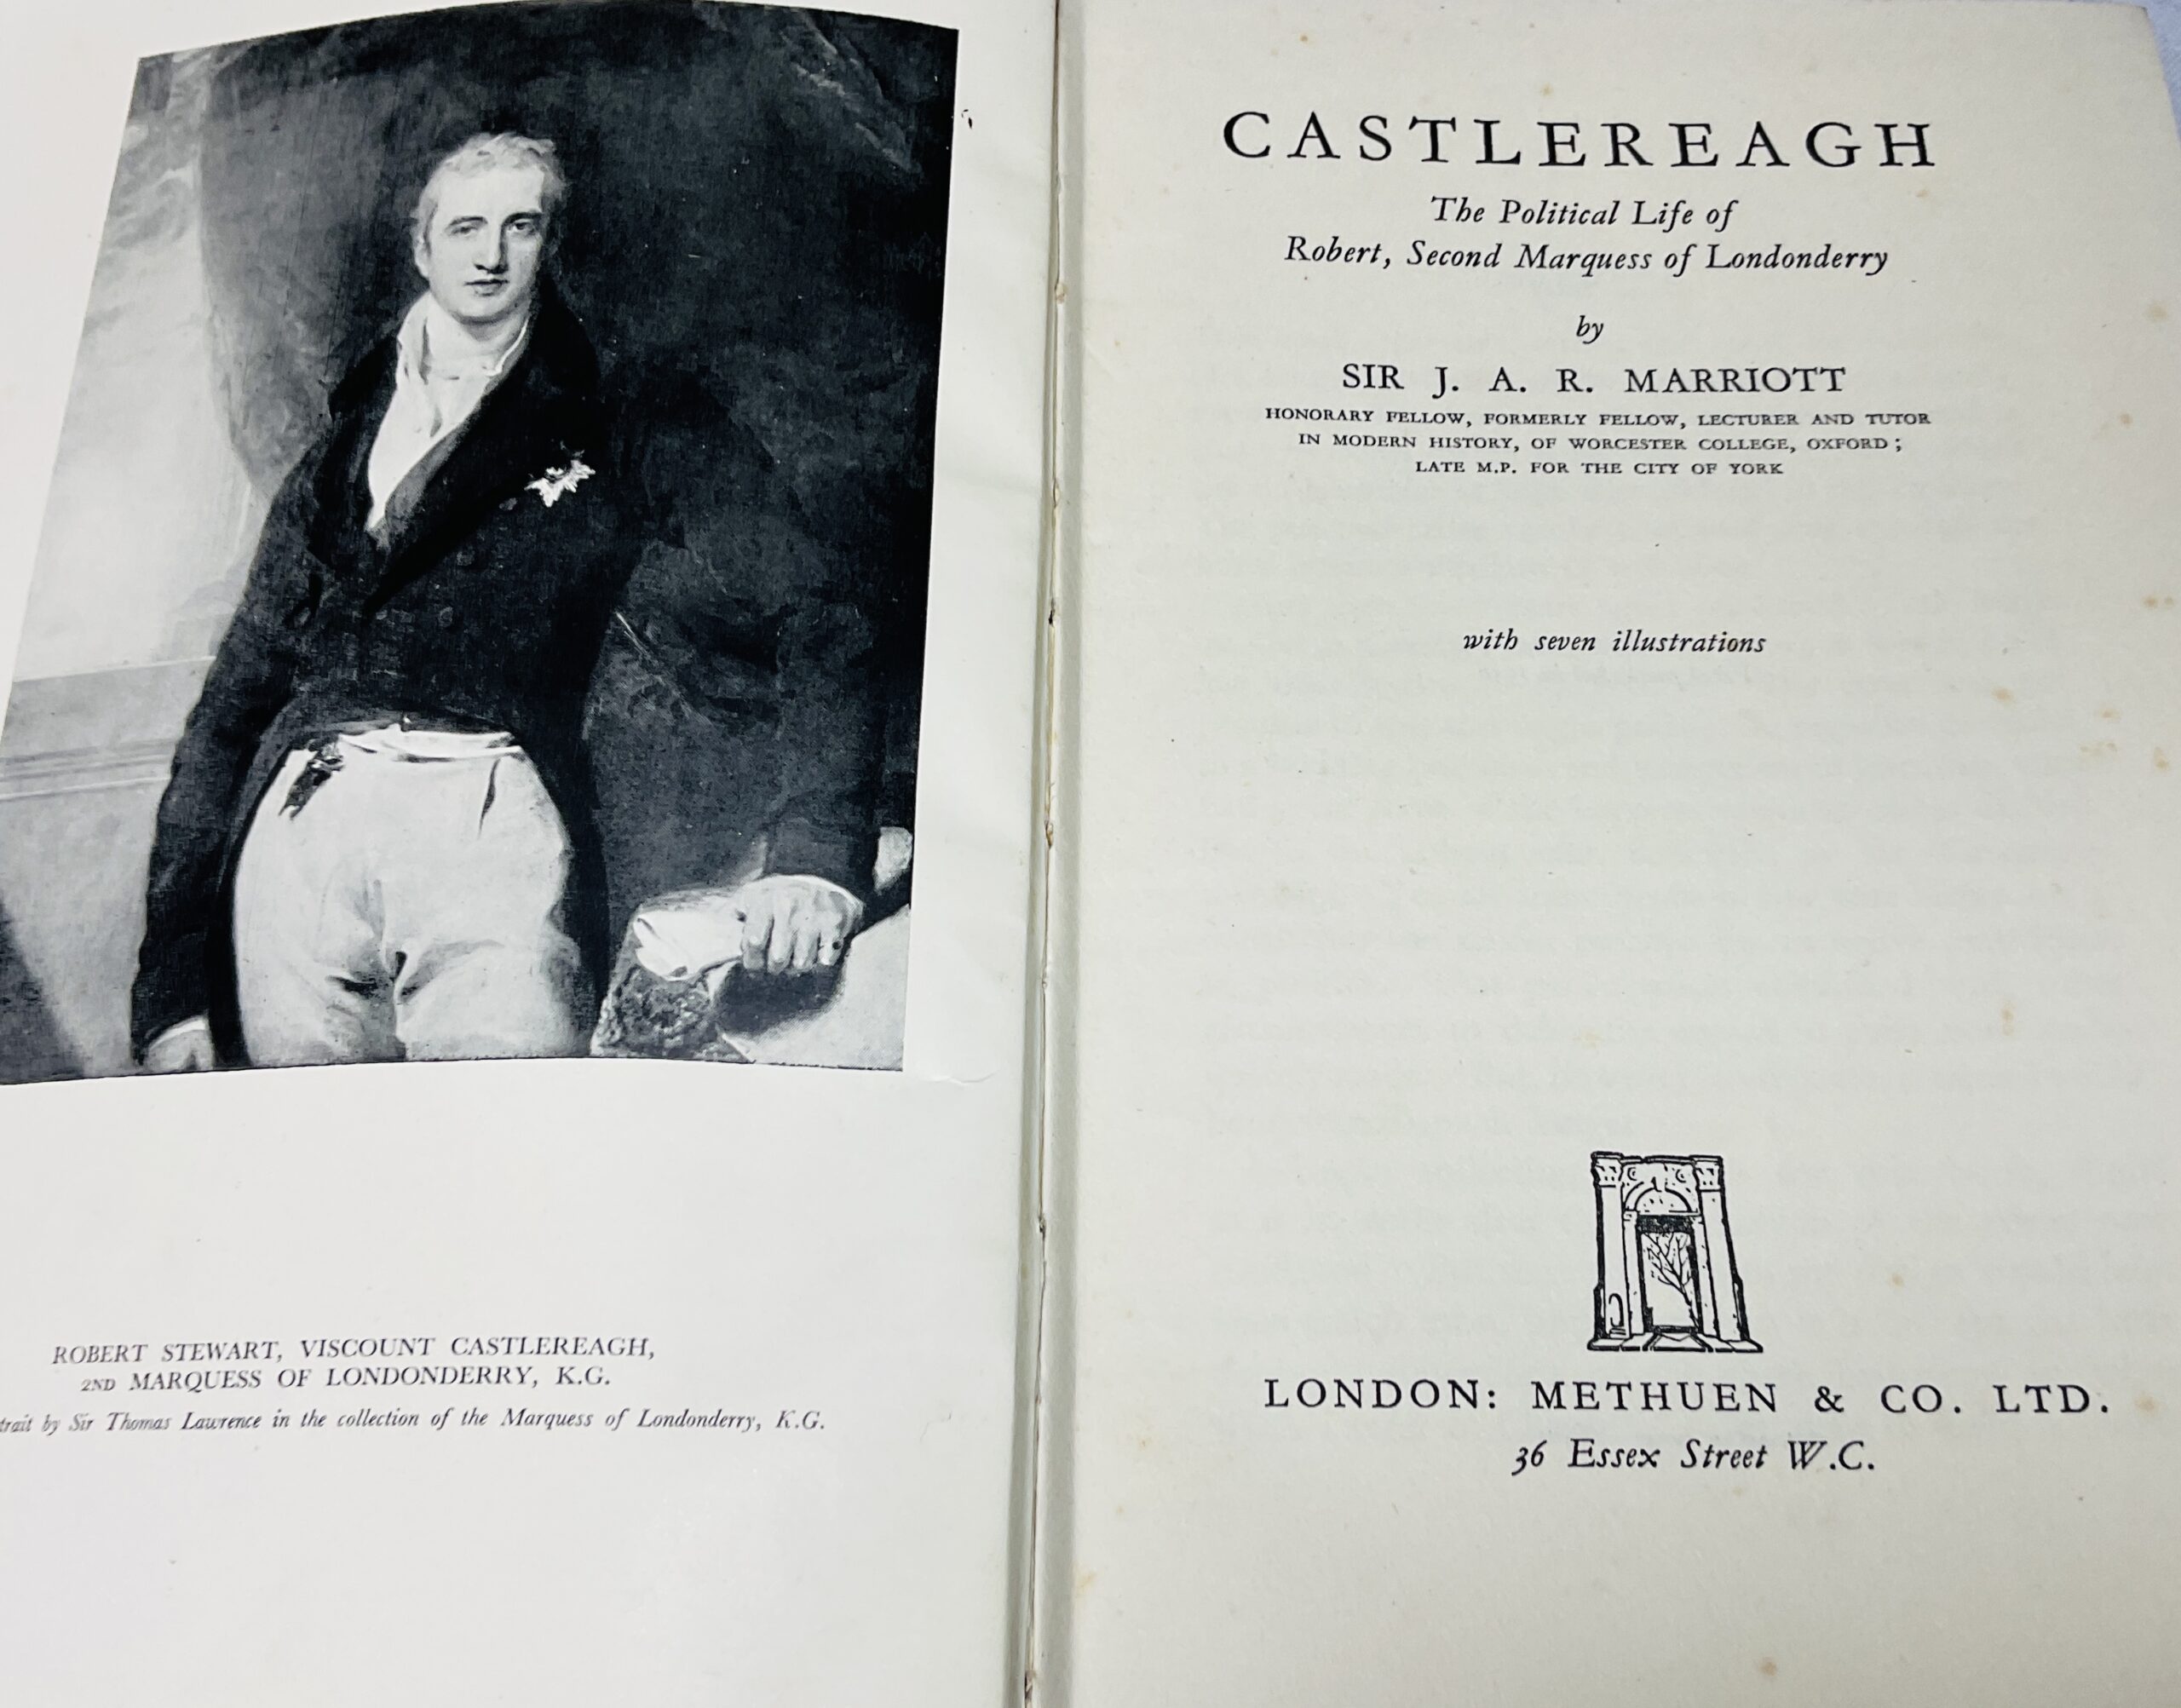 ROBERT STEWART, VISCOUNT CASTLEREAGH,
2ND MARQUESS OF LONDONDERRY, K.G.
by Sir Thomas Lawrence in the collection of the Marquess of Londonderry, K.G.
CASTLEREAGH
The Political Life of
Robert, Second Marquess of Londonderry
by
SIR J. A. R. MARRIOTT
HONORARY FELLOW, FORMERLY FELLOW, LECTURER AND TUTOR
IN MODERN HISTORY, OF WORCESTER COLLEGE, OXFORD ;
LATE M.P. FOR THE CITY OF YORK
with seven illustrations
LONDON: METHUEN & CO. LTD.
36 Essex Street W.C.